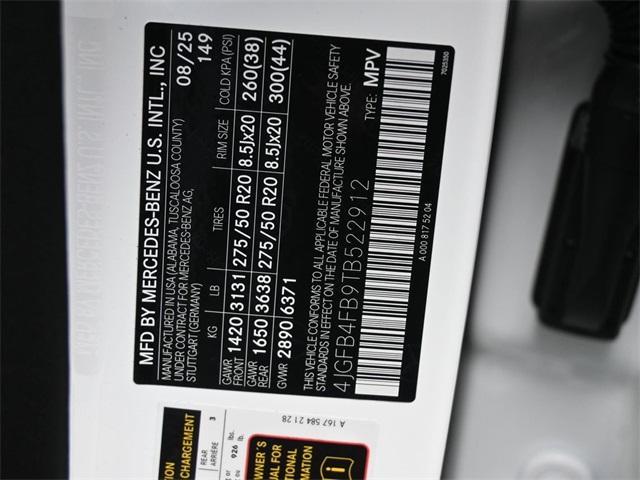 MFD BY MERCEDES-BENZ U.S. INTL., INC
MANUFACTURED IN USA (ALABAMA, TUSCALOOSA COUNTY)
UNDER CONTRACT FOR MERCEDES-BENZ AG,
STUTTGART (GERMANY)
08/25
149
KG LB TIRES RIM SIZE COLD KPA (PSI)
GAWR FRONT 1420 3131 275/50 R20 8.5Jx20 260(38)
GAWR REAR 1650 3638 275/50 R20 8.5Jx20 300(44)
GVWR 2890 6371
THIS VEHICLE CONFORMS TO ALL APPLICABLE FEDERAL MOTOR VEHICLE SAFETY
STANDARDS IN EFFECT ON THE DATE OF MANUFACTURE SHOWN ABOVE.
4JGFB4FB9TB522912 TYPE: MPV
A 000 817 52 04
7025350
CHARGEMENT
REAR
ARRIÈRE 3
926 lb.
A 167 584 21 28